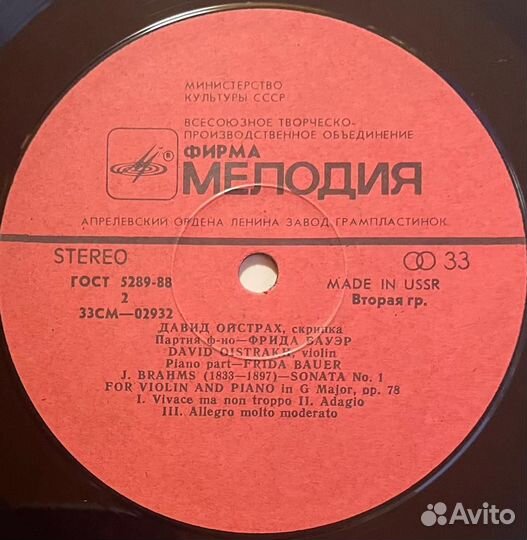 МИНИСТЕРСТВО
КУЛЬТУРЫ СССР
ВСЕСОЮЗНОЕ ТВОРЧЕСКО-
ПРОИЗВОДСТВЕННОЕ ОБЪЕДИНЕНИЕ
®
ФИРМА
МЕЛОДИЯ
АПРЕЛЕВСКИЙ ОРДЕНА ЛЕНИНА ЗАВОД ГРАМПЛАСТИНОК
STEREO
33
ГОСТ 5289-88
MADE IN USSR
2
Вторая гр.
33СМ—02932
ДАВИД ОЙСТРАХ, скрипка
Партия ф-но—ФРИДА БАУЭР
DAVID OISTRAKH, violin
Piano part—FRIDA BAUER
J. BRAHMS (1833—1897)—SONATA No. 1
FOR VIOLIN AND PIANO in G Major, op. 78
I. Vivace ma non troppo II. Adagio
III. Allegro molto moderato
Avito